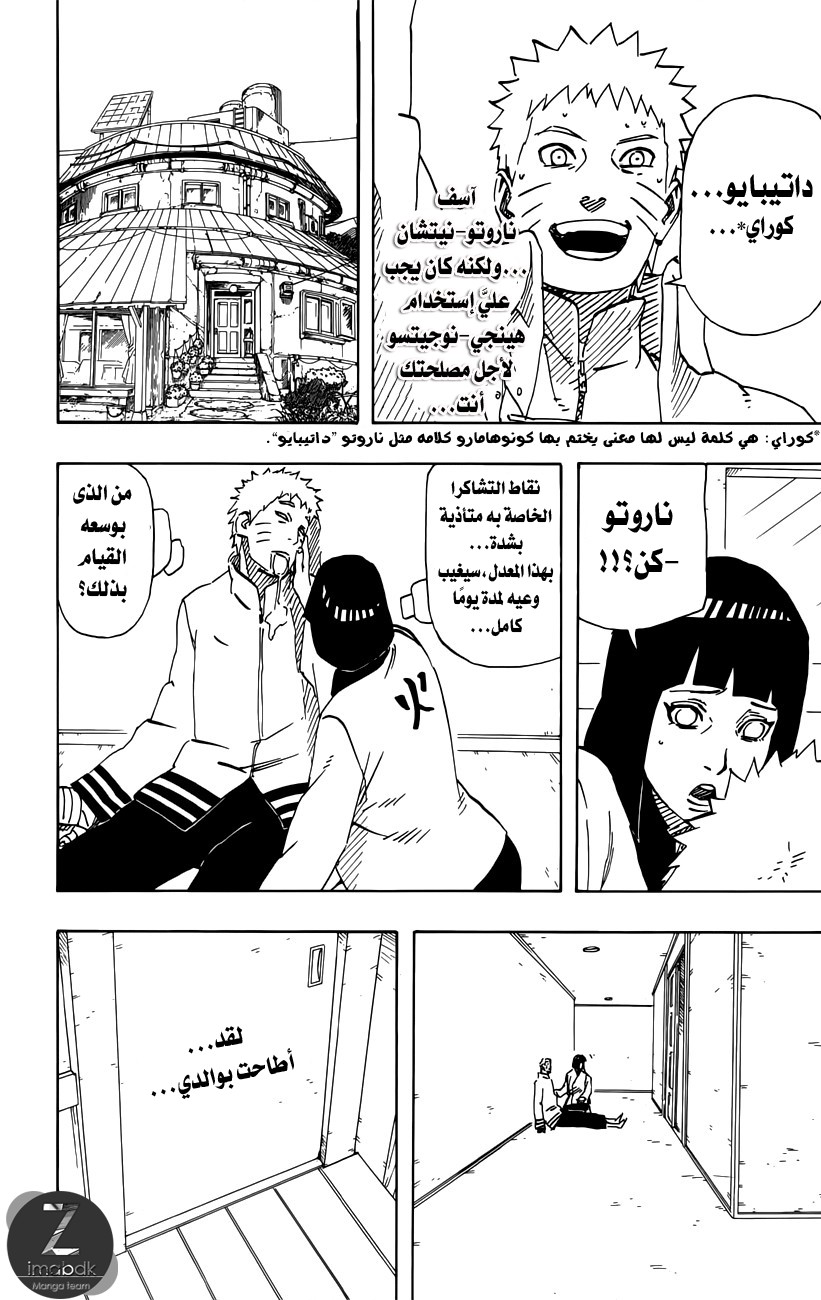 داتيبايو...
كوراي*...
آسف
ناروتو-نيتشان
...ولكنه كان يجب
عليَّ إستخدام
هينجي-نوجيتسو
لأجل مصلحتك
أنت...
*كوراي: هي كلمة ليس لها معنى يختم بها كونوهامارو كلامه مثل ناروتو "داتيبايو".
ناروتو
-كن؟!!
نقاط التشاكرا
الخاصة به متأذية
بشدة...
بهذا المعدل، سيغيب
وعيه لمدة يومًا
كامل...
من الذى
بوسعه
القيام
بذلك؟
火
لقد...
أطاحت بوالدي...
Z
imabdk
Manga team